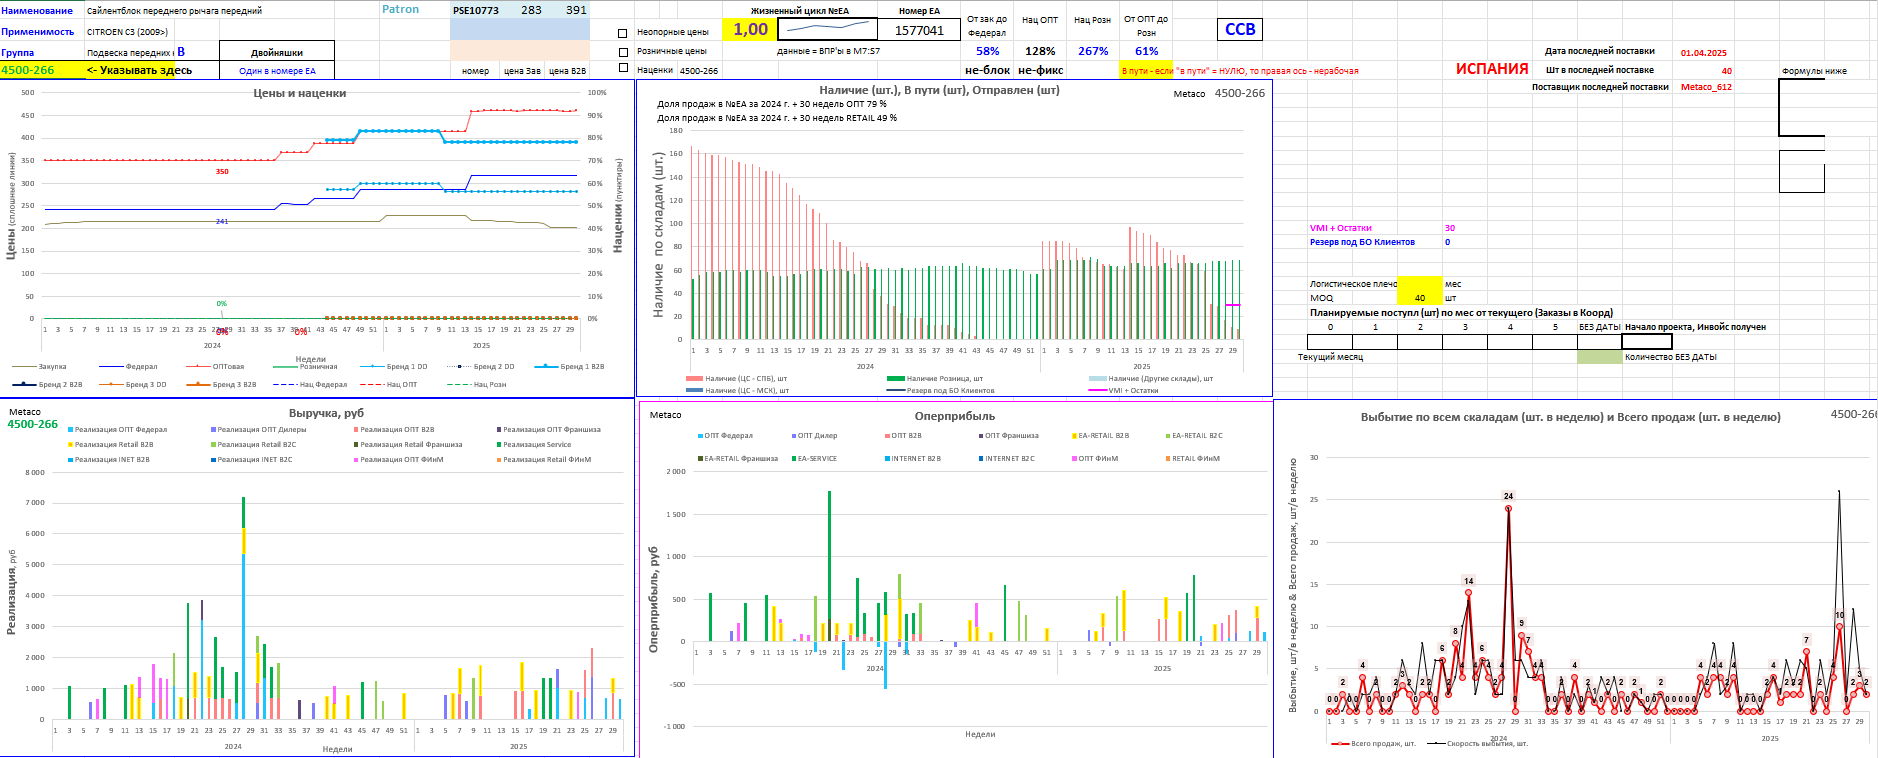 Наименование Сайлентблок переднего рычага передний Patron PSE10773 283 391
Применимость CITROEN C3 (2009>)
Группа Подвеска передних к B Двойняшки
4500-266 <- Указывать здесь Один в номере ЕА номер цена Зав цена B2B
Неопорные цены
Розничные цены
Наценки 4500-266
Жизненный цикл №ЕА Номер ЕА
1,00 1577041
данные = ВПР'ы в М7:S7
От зак до Федерал Нац ОПТ Нац Розн От ОПТ до Розн
58% 128% 267% 61%
не-блок не-фикс
В пути - если "в пути" = НУЛЮ, то правая ось - нерабочая
ССВ
ИСПАНИЯ
Дата последней поставки 01.04.2025
Шт в последней поставке 40
Поставщик последней поставки Metaco_612
Формулы ниже
Цены и наценки
Цены (сплошные линии)
Наценки (пунктиры)
500
450
400
350
300
250
200
150
100
50
0
100%
90%
80%
70%
60%
50%
40%
30%
20%
10%
0%
350
241
0%
0%
0%
1 3 5 7 9 11 13 15 17 19 21 23 25 27 29 31 33 35 37 39 41 43 45 47 49 51 1 3 5 7 9 11 13 15 17 19 21 23 25 27 29
2024 2025
Недели
Закупка Федерал ОПТовая Розничная Бренд 1 DD Бренд 2 DD Бренд 1 B2B
Бренд 2 B2B Бренд 3 DD Бренд 3 B2B Нац Федерал Нац ОПТ Нац Розн
Наличие (шт.), В пути (шт), Отправлен (шт)
Metaco 4500-266
Доля продаж в №ЕА за 2024 г. + 30 недель ОПТ 79 %
Доля продаж в №ЕА за 2024 г. + 30 недель RETAIL 49 %
Наличие по складам (шт.)
180
160
140
120
100
80
60
40
20
0
1 3 5 7 9 11 13 15 17 19 21 23 25 27 29 31 33 35 37 39 41 43 45 47 49 51 1 3 5 7 9 11 13 15 17 19 21 23 25 27 29
2024 2025
Наличие (ЦС - СПБ), шт Наличие Розница, шт Наличие (Другие склады), шт
Наличие (ЦС - МСК), шт Резерв под БО Клиентов VMI + Остатки
VMI + Остатки 30
Резерв под БО Клиентов 0
Логистическое плечо мес
MOQ 40 шт
Планируемые поступл (шт) по мес от текущего (Заказы в Коорд)
0 1 2 3 4 5 БЕЗ ДАТЫ Начало проекта, Инвойс получен
Текущий месяц Количество БЕЗ ДАТЫ
Metaco
4500-266
Выручка, руб
Реализация ОПТ Федерал Реализация ОПТ Дилеры Реализация ОПТ B2B Реализация ОПТ Франшиза
Реализация Retail B2B Реализация Retail B2C Реализация Retail Франшиза Реализация Service
Реализация INET B2B Реализация INET B2C Реализация ОПТ ФИнМ Реализация Retail ФИнМ
Реализация, руб
8 000
7 000
6 000
5 000
4 000
3 000
2 000
1 000
0
1 3 5 7 9 11 13 15 17 19 21 23 25 27 29 31 33 35 37 39 41 43 45 47 49 51 1 3 5 7 9 11 13 15 17 19 21 23 25 27 29
2024 2025
Недели
Metaco
Оперприбыль
ОПТ Федерал ОПТ Дилер ОПТ B2B ОПТ Франшиза EA-RETAIL B2B EA-RETAIL B2C
EA-RETAIL Франшиза EA-SERVICE INTERNET B2B INTERNET B2C ОПТ ФИнМ RETAIL ФИнМ
Оперприбыль, руб
2 000
1 500
1 000
500
0
-500
-1 000
1 3 5 7 9 11 13 15 17 19 21 23 25 27 29 31 33 35 37 39 41 43 45 47 49 51 1 3 5 7 9 11 13 15 17 19 21 23 25 27 29
2024 2025
Недели
Выбытие по всем скаладам (шт. в неделю) и Всего продаж (шт. в неделю)
4500-266
Выбытие, шт/в неделю & Всего продаж, шт/в неделю
30
25
20
15
10
5
0
24
14
10
9
8
7
7
6
6
1 3 5 7 9 11 13 15 17 19 21 23 25 27 29 31 33 35 37 39 41 43 45 47 49 51 1 3 5 7 9 11 13 15 17 19 21 23 25 27 29
2024 2025
Всего продаж, шт. Скорость выбытия, шт.